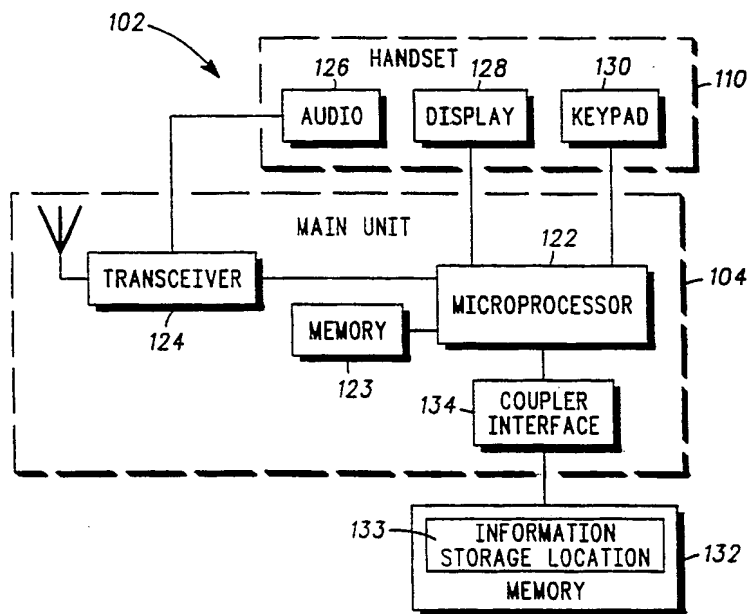 102
HANDSET
126
128
130
110
AUDIO
DISPLAY
KEYPAD
MAIN UNIT
122
TRANSCEIVER
104
MICROPROCESSOR
124
MEMORY
123
134
COUPLER
INTERFACE
133
INFORMATION
STORAGE LOCATION
132
MEMORY